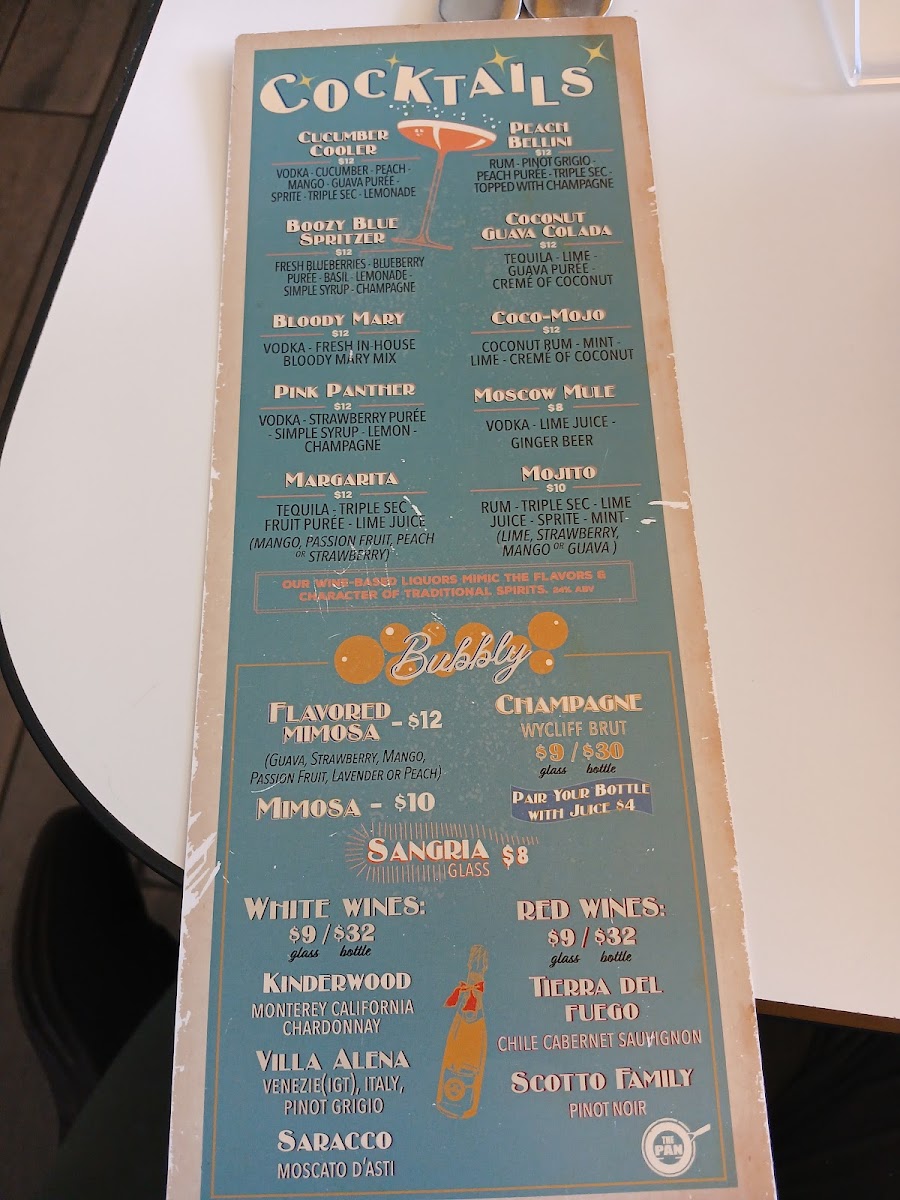 COCKTAILS
CUCUMBER
COOLER
$12
VODKA - CUCUMBER - PEACH -
MANGO - GUAVA PURÉE -
SPRITE - TRIPLE SEC - LEMONADE
PEACH
BELLINI
$12
RUM - PINOT GRIGIO -
PEACH PURÉE - TRIPLE SEC -
TOPPED WITH CHAMPAGNE
BOOZY BLUE
SPRITZER
$12
FRESH BLUEBERRIES - BLUEBERRY
PURÉE - BASIL - LEMONADE -
SIMPLE SYRUP - CHAMPAGNE
COCONUT
GUAVA COLADA
$12
TEQUILA - LIME -
GUAVA PURÉE -
CREMÉ OF COCONUT
BLOODY MARY
$12
VODKA - FRESH IN-HOUSE
BLOODY MARY MIX
COCO-MOJO
$12
COCONUT RUM - MINT -
LIME - CREMÉ OF COCONUT
PINK PANTHER
$12
VODKA - STRAWBERRY PURÉE
- SIMPLE SYRUP - LEMON -
CHAMPAGNE
MOSCOW MULE
$8
VODKA - LIME JUICE -
GINGER BEER
MARGARITA
$12
TEQUILA - TRIPLE SEC
FRUIT PURÉE - LIME JUICE
(MANGO, PASSION FRUIT, PEACH
OR STRAWBERRY)
MOJITO
$10
RUM - TRIPLE SEC - LIME
JUICE - SPRITE - MINT
(LIME, STRAWBERRY,
MANGO OR GUAVA )
OUR WINE-BASED LIQUORS MIMIC THE FLAVORS &
CHARACTER OF TRADITIONAL SPIRITS. 24% ABV
Bubbly
FLAVORED
MIMOSA - $12
(GUAVA, STRAWBERRY, MANGO,
PASSION FRUIT, LAVENDER OR PEACH)
MIMOSA - $10
CHAMPAGNE
WYCLIFF BRUT
$9 / $30
glass bottle
PAIR YOUR BOTTLE
WITH JUICE $4
SANGRIA $8
GLASS
WHITE WINES:
$9 / $32
glass bottle
KINDERWOOD
MONTEREY CALIFORNIA
CHARDONNAY
VILLA ALENA
VENEZIE(IGT), ITALY,
PINOT GRIGIO
SARACCO
MOSCATO D'ASTI
RED WINES:
$9 / $32
glass bottle
TIERRA DEL
FUEGO
CHILE CABERNET SAUVIGNON
SCOTTO FAMILY
PINOT NOIR
THE
PAN